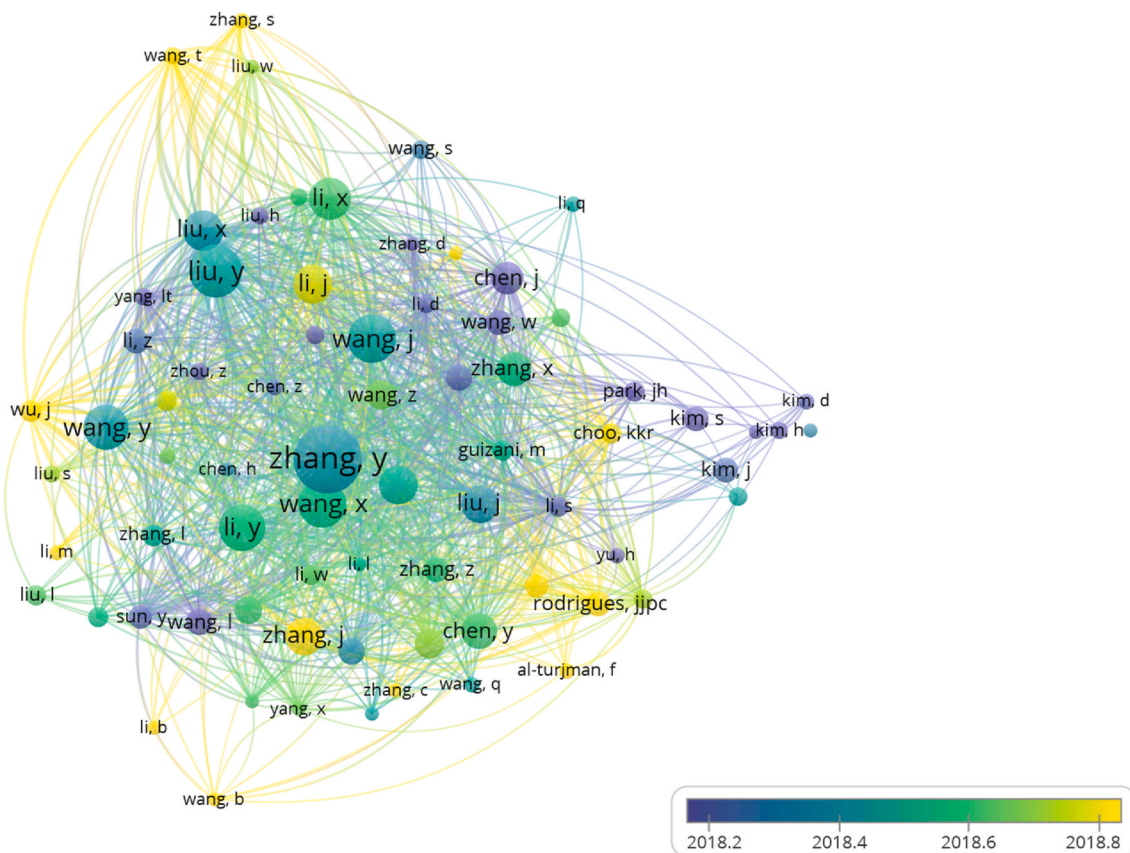 zhang, s
wang, t
liu, w
wang, s
li, x
li, q
liu, h
liu, x
zhang, d
liu, y
chen, j
li, j
yang, lt
li, d
wang, w
wang, j
li, z
zhang, x
zhou, z
chen, z
park, jh
wang, z
kim, d
wu, j
kim, s
wang, y
choo, kkr
kim, h
guizani, m
zhang, y
chen, h
kim, j
liu, s
wang, x
liu, j
li, s
li, y
zhang, l
li, m
yu, h
li, l
zhang, z
li, w
liu, l
rodrigues, jjpc
sun, y
wang, l
zhang, j
chen, y
al-turjman, f
zhang, c
wang, q
yang, x
li, b
wang, b
2018.2
2018.4
2018.6
2018.8